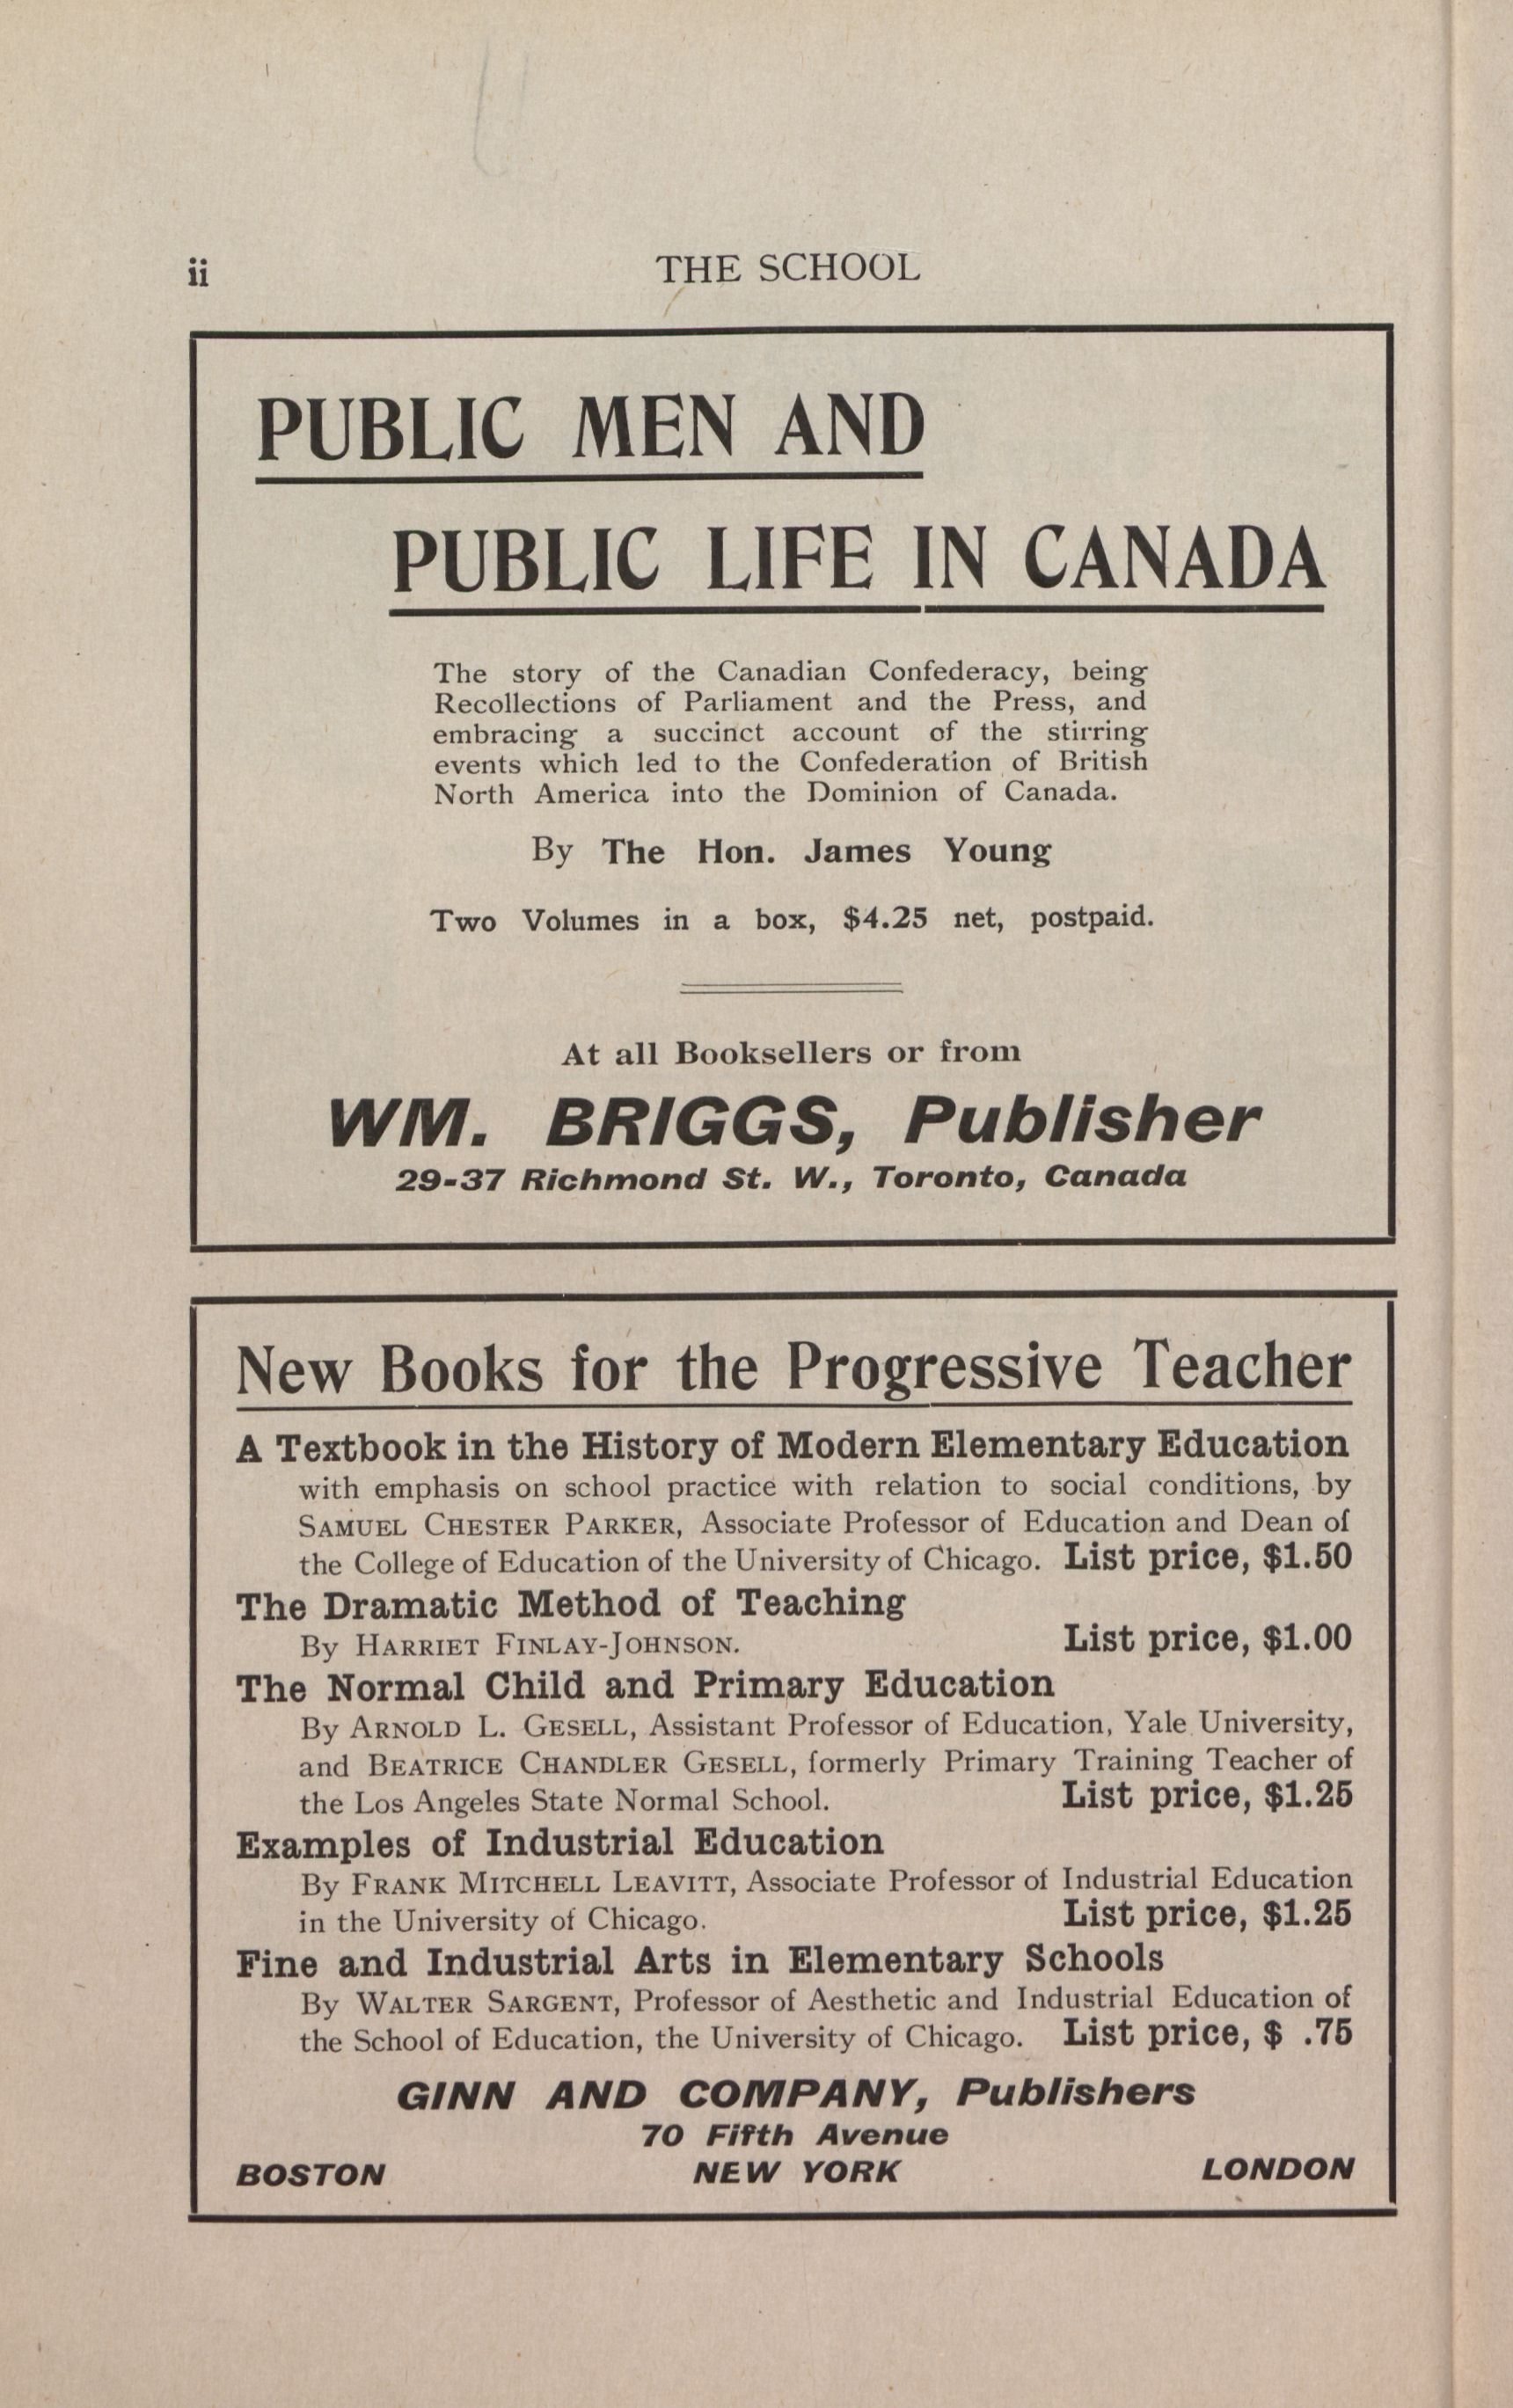 ii
THE SCHOOL
PUBLIC MEN AND
PUBLIC LIFE IN CANADA
The story of the Canadian Confederacy, being
Recollections of Parliament and the Press, and
embracing a succinct account of the stirring
events which led to the Confederation of British
North America into the Dominion of Canada.
By The Hon. James Young
Two Volumes in a box, $4.25 net, postpaid.
At all Booksellers or from
WM. BRIGGS, Publisher
29-37 Richmond St. W., Toronto, Canada
New Books for the Progressive Teacher
A Textbook in the History of Modern Elementary Education
with emphasis on school practice with relation to social conditions, by
SAMUEL CHESTER PARKER, Associate Professor of Education and Dean of
the College of Education of the University of Chicago. List price, $1.50
The Dramatic Method of Teaching
By HARRIET FINLAY-JOHNSON. List price, $1.00
The Normal Child and Primary Education
By ARNOLD L. GESELL, Assistant Professor of Education, Yale University,
and BEATRICE CHANDLER GESELL, formerly Primary Training Teacher of
the Los Angeles State Normal School. List price, $1.25
Examples of Industrial Education
By FRANK MITCHELL LEAVITT, Associate Professor of Industrial Education
in the University of Chicago. List price, $1.25
Fine and Industrial Arts in Elementary Schools
By WALTER SARGENT, Professor of Aesthetic and Industrial Education of
the School of Education, the University of Chicago. List price, $ .75
GINN AND COMPANY, Publishers
70 Fifth Avenue
BOSTON NEW YORK LONDON